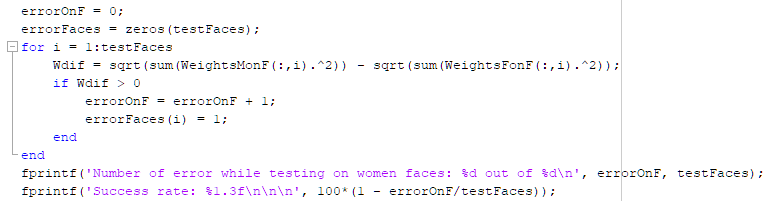 errorOnF = 0;
errorFaces = zeros(testFaces);
for i = 1:testFaces
    Wdif = sqrt(sum(WeightsMonF(:,i).^2)) - sqrt(sum(WeightsFonF(:,i).^2));
    if Wdif > 0
        errorOnF = errorOnF + 1;
        errorFaces(i) = 1;
    end
end
fprintf('Number of error while testing on women faces: %d out of %d\n', errorOnF, testFaces);
fprintf('Success rate: %1.3f\n\n\n', 100*(1 - errorOnF/testFaces));